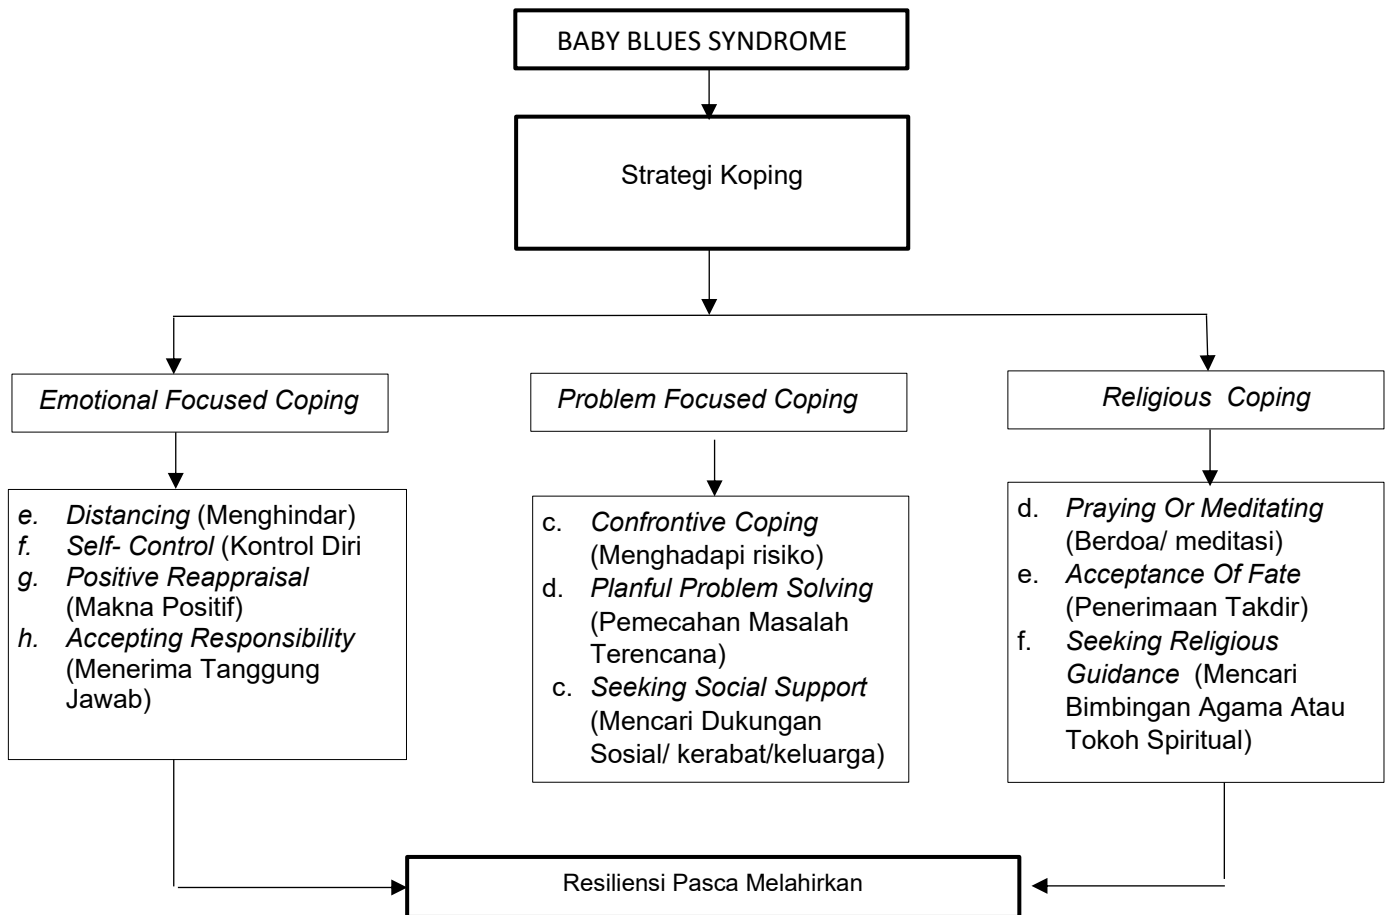 BABY BLUES SYNDROME
Strategi Koping
Emotional Focused Coping
Problem Focused Coping
Religious Coping
e. Distancing (Menghindar)
f. Self- Control (Kontrol Diri
g. Positive Reappraisal
(Makna Positif)
h. Accepting Responsibility
(Menerima Tanggung
Jawab)
c. Confrontive Coping
(Menghadapi risiko)
d. Planful Problem Solving
(Pemecahan Masalah
Terencana)
c. Seeking Social Support
(Mencari Dukungan
Sosial/ kerabat/keluarga)
d. Praying Or Meditating
(Berdoa/ meditasi)
e. Acceptance Of Fate
(Penerimaan Takdir)
f. Seeking Religious
Guidance (Mencari
Bimbingan Agama Atau
Tokoh Spiritual)
Resiliensi Pasca Melahirkan